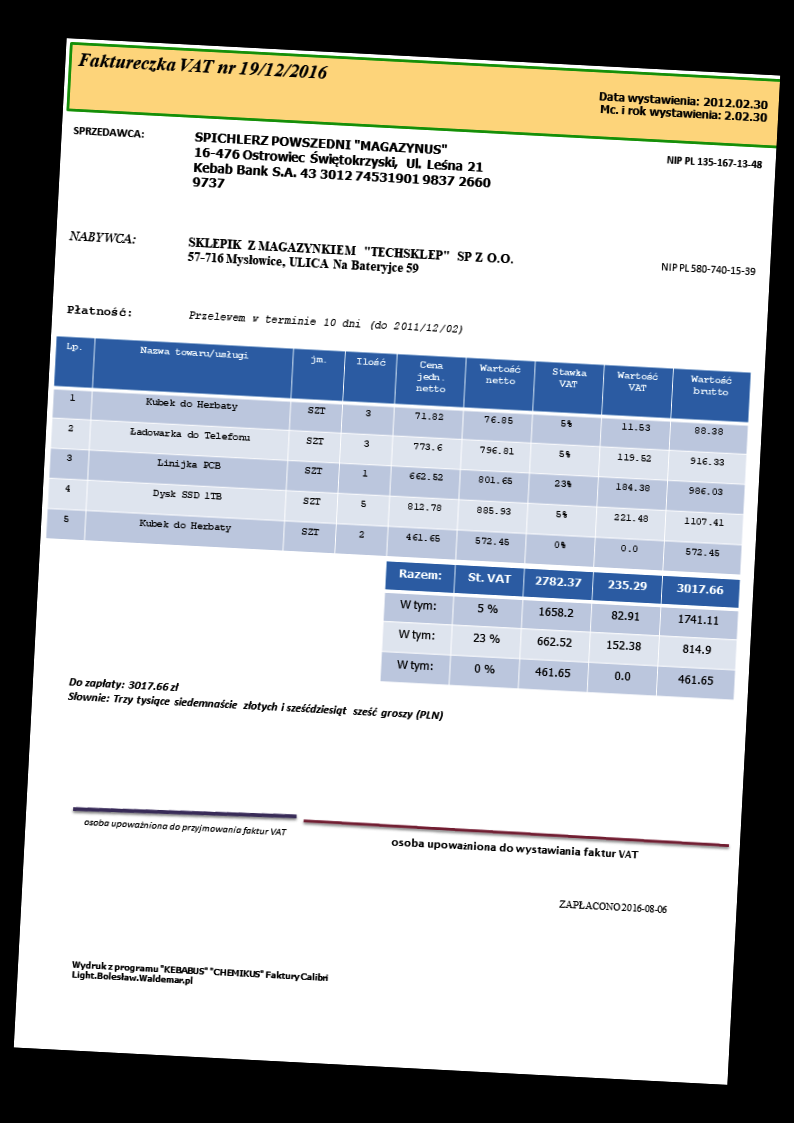 Faktureczka VAT nr 19/12/2016
Data wystawienia: 2012.02.30
Mc. i rok wystawienia: 2.02.30
SPRZEDAWCA:
SPICHLERZ POWSZEDNI "MAGAZYNUS"
16-476 Ostrowiec Świętokrzyski, Ul. Leśna 21
Kebab Bank S.A. 43 3012 74531901 9837 2660
9737
NIP PL 135-167-13-48
NABYWCA:
SKLEPIK Z MAGAZYNKIEM "TECHSKLEP" SP Z O.O.
57-716 Mysłowice, ULICA Na Bateryjce 59
NIP PL 580-740-15-39
Płatność:
Przelewem w terminie 10 dni (do 2011/12/02)
Lp. Nazwa towaru/usługi jm. Ilość Cena jedn. netto Wartość netto Stawka VAT Wartość VAT Wartość brutto
1 Kubek do Herbaty SZT 3 71.82 76.85 5% 11.53 88.38
2 Ładowarka do Telefonu SZT 3 773.6 796.81 5% 119.52 916.33
3 Linijka PCB SZT 1 662.52 801.65 23% 184.38 986.03
4 Dysk SSD 1TB SZT 5 812.78 885.93 5% 221.48 1107.41
5 Kubek do Herbaty SZT 2 461.65 572.45 0% 0.0 572.45
Razem: St. VAT 2782.37 235.29 3017.66
W tym: 5 % 1658.2 82.91 1741.11
W tym: 23 % 662.52 152.38 814.9
W tym: 0 % 461.65 0.0 461.65
Do zapłaty: 3017.66 zł
Słownie: Trzy tysiące siedemnaście złotych i sześćdziesiąt sześć groszy (PLN)
osoba upoważniona do przyjmowania faktur VAT
osoba upoważniona do wystawiania faktur VAT
ZAPŁACONO 2016-08-06
Wydruk z programu "KEBABUS" "CHEMIKUS" Faktury Calibri
Light.Bolesław.Waldemar.pl